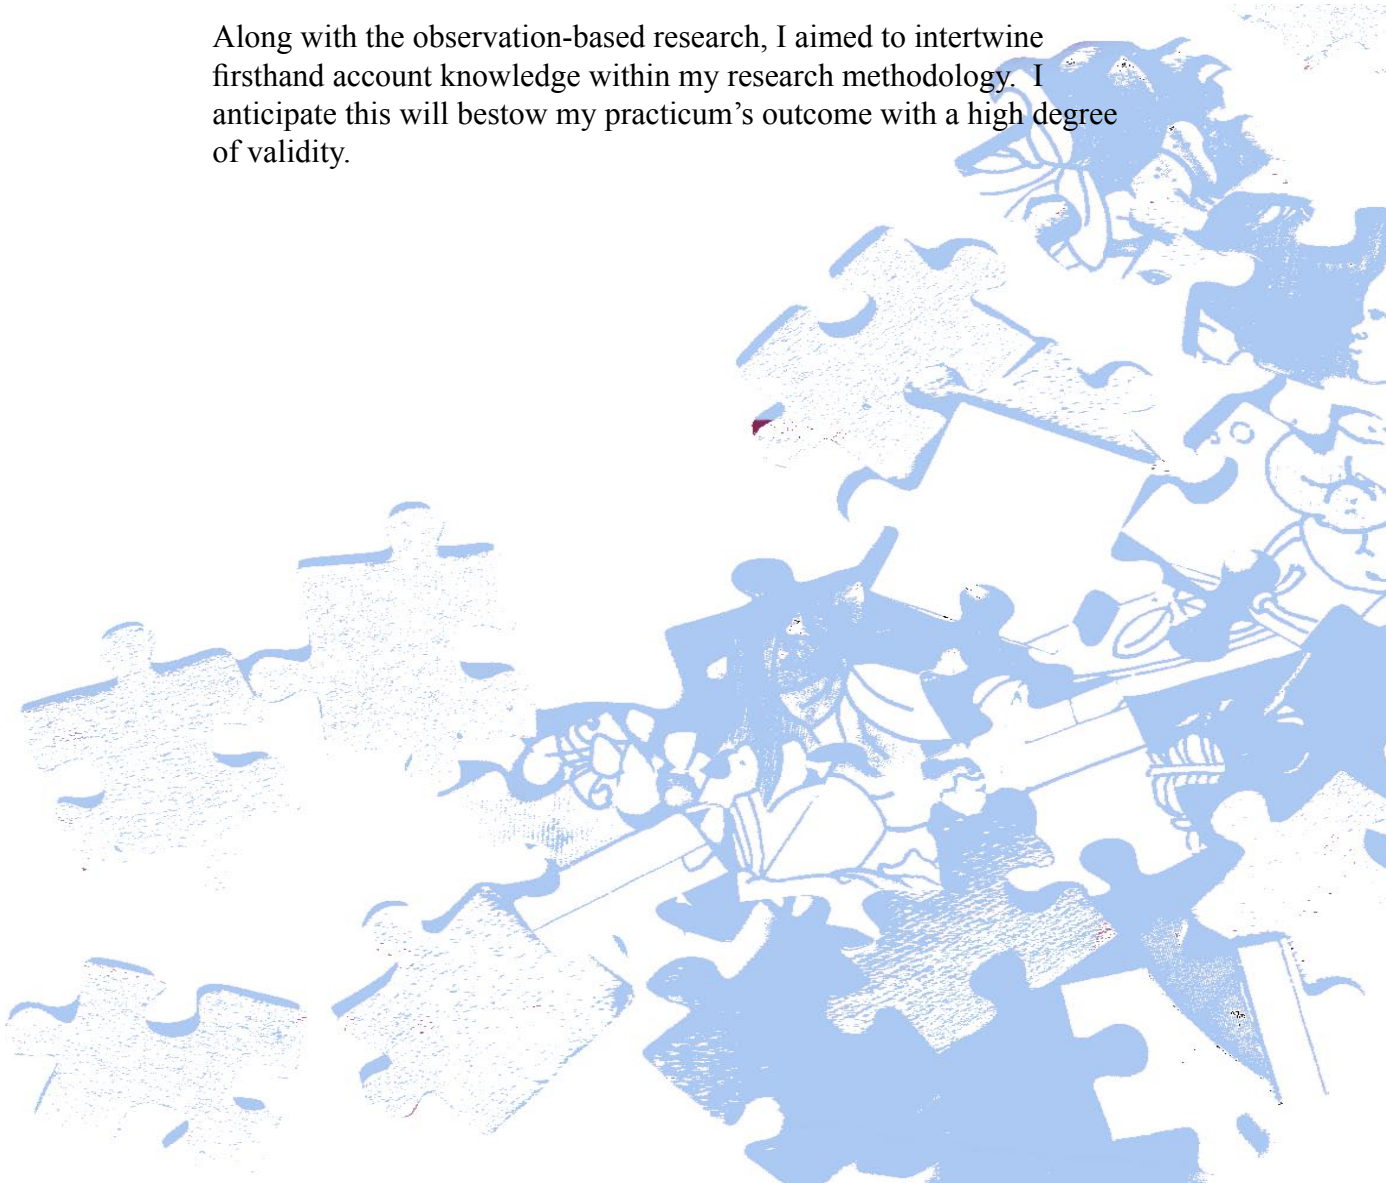 Along with the observation-based research, I aimed to intertwine
firsthand account knowledge within my research methodology.  I
anticipate this will bestow my practicum’s outcome with a high degree
of validity.